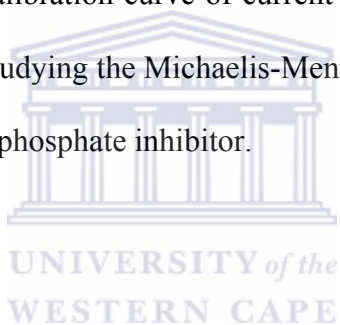 alibration curve of current
udying the Michaelis-Men
phosphate inhibitor.
UNIVERSITY of the
WESTERN CAPE